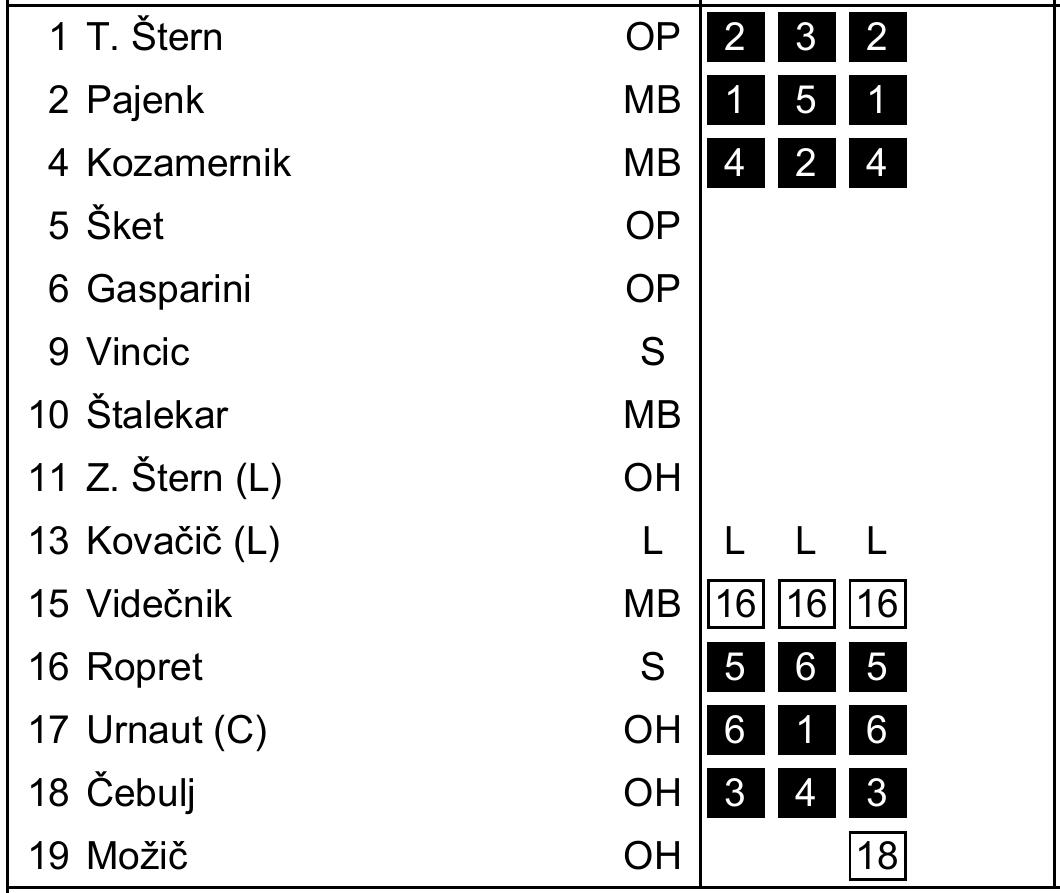 1 T. Štern OP 2 3 2
2 Pajenk MB 1 5 1
4 Kozamernik MB 4 2 4
5 Šket OP
6 Gasparini OP
9 Vincic S
10 Štalekar MB
11 Z. Štern (L) OH
13 Kovačič (L) L L L L
15 Videčnik MB 16 16 16
16 Ropret S 5 6 5
17 Urnaut (C) OH 6 1 6
18 Čebulj OH 3 4 3
19 Možič OH 18